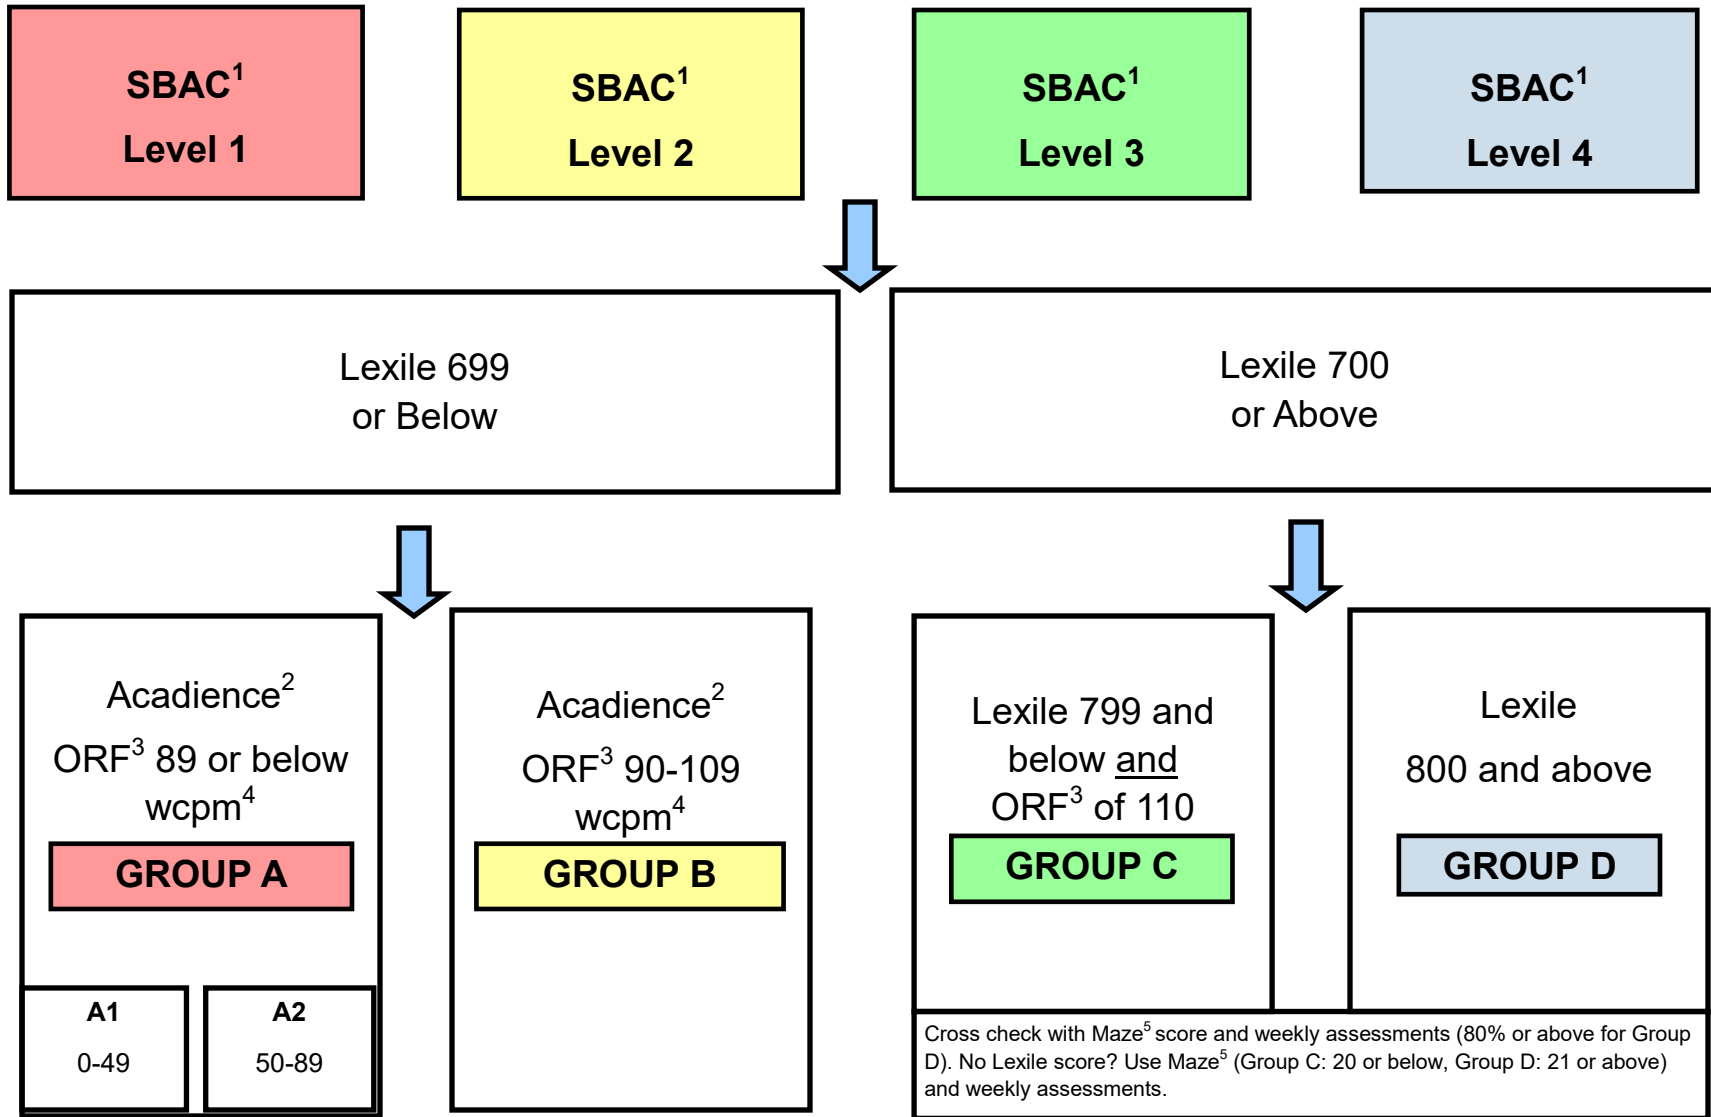 SBAC¹
Level 1
SBAC¹
Level 2
SBAC¹
Level 3
SBAC¹
Level 4
Lexile 699
or Below
Lexile 700
or Above
Acadience²
ORF³ 89 or below
wcpm⁴
GROUP A
A1
0-49
A2
50-89
Acadience²
ORF³ 90-109
wcpm⁴
GROUP B
Lexile 799 and
below and
ORF³ of 110
GROUP C
Lexile
800 and above
GROUP D
Cross check with Maze⁵ score and weekly assessments (80% or above for Group
D). No Lexile score? Use Maze⁵ (Group C: 20 or below, Group D: 21 or above)
and weekly assessments.